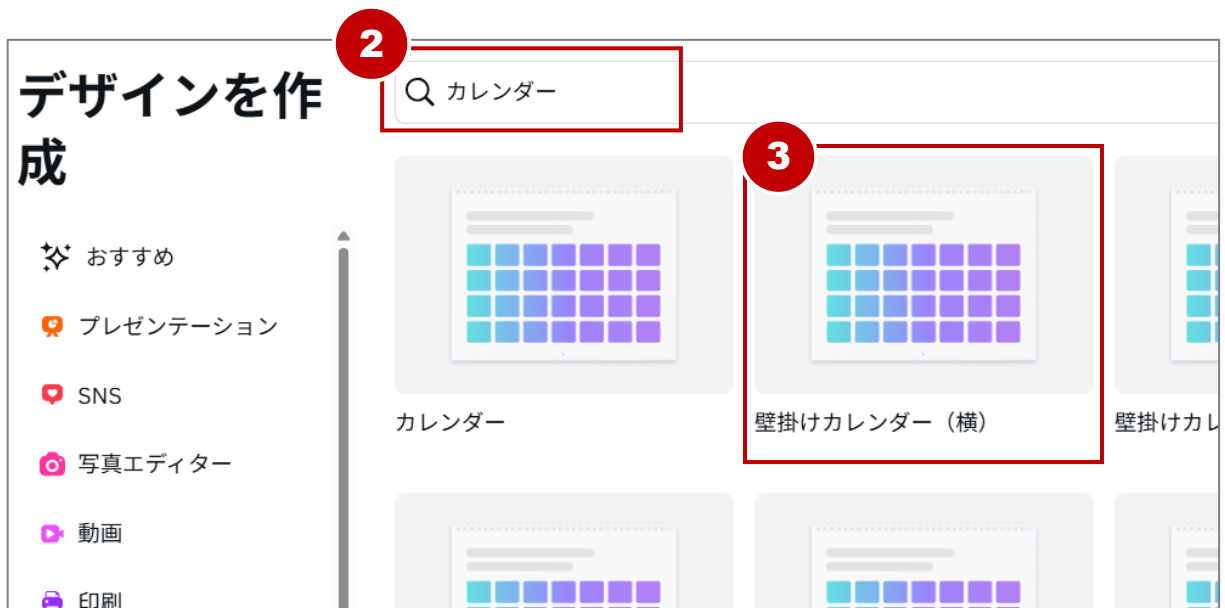 2
デザインを作
成
カレンダー
3
おすすめ
プレゼンテーション
SNS
写真エディター
動画
印刷
カレンダー
壁掛けカレンダー（横）
壁掛けカレ